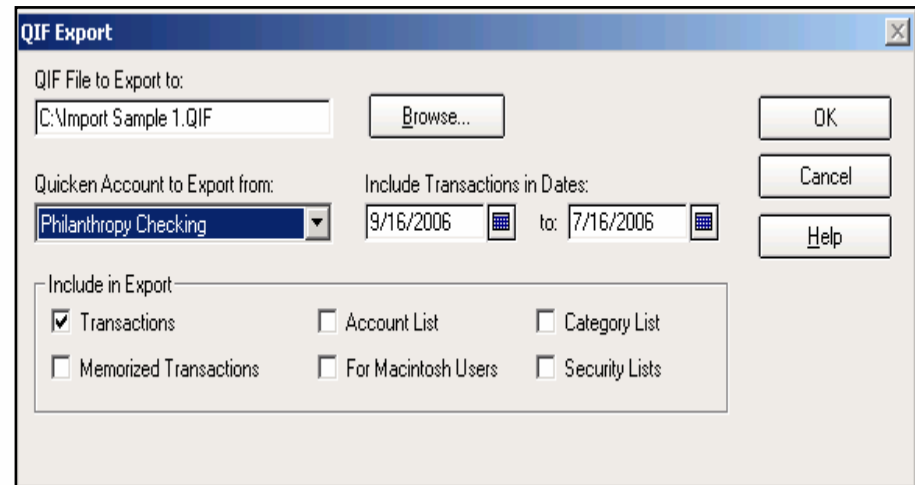 QIF Export
QIF File to Export to:
C:\Import Sample 1.QIF
Browse...
OK
Quicken Account to Export from:
Include Transactions in Dates:
Cancel
Philanthropy Checking
9/16/2006
to:
7/16/2006
Help
Include in Export
Transactions
Account List
Category List
Memorized Transactions
For Macintosh Users
Security Lists